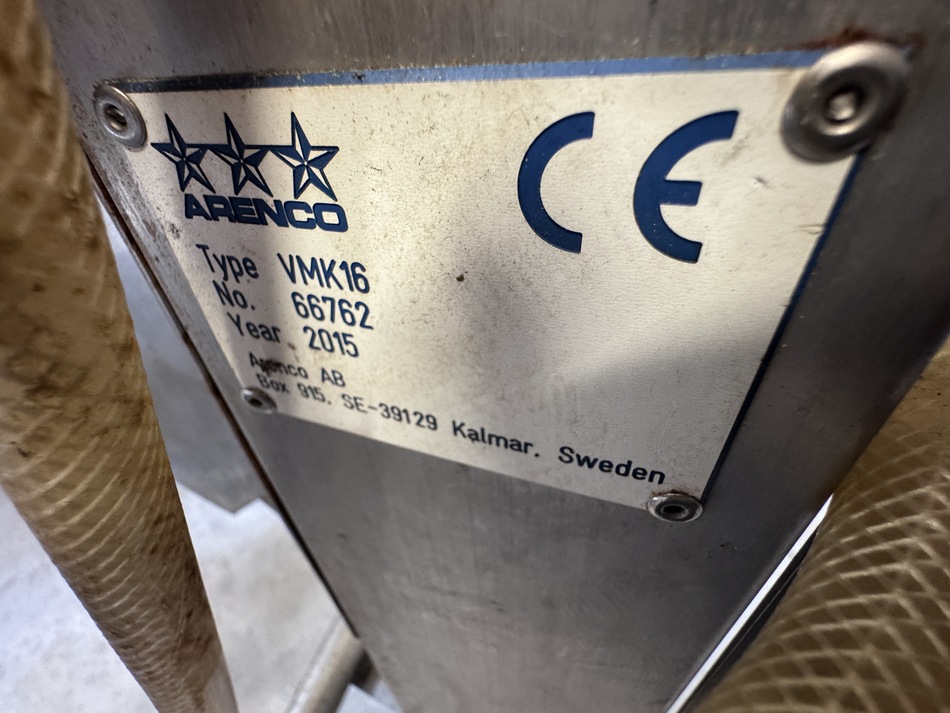 ARENCO
CE
Type VMK16
No. 66762
Year 2015
Arenco AB
Box 915, SE-39129 Kalmar, Sweden